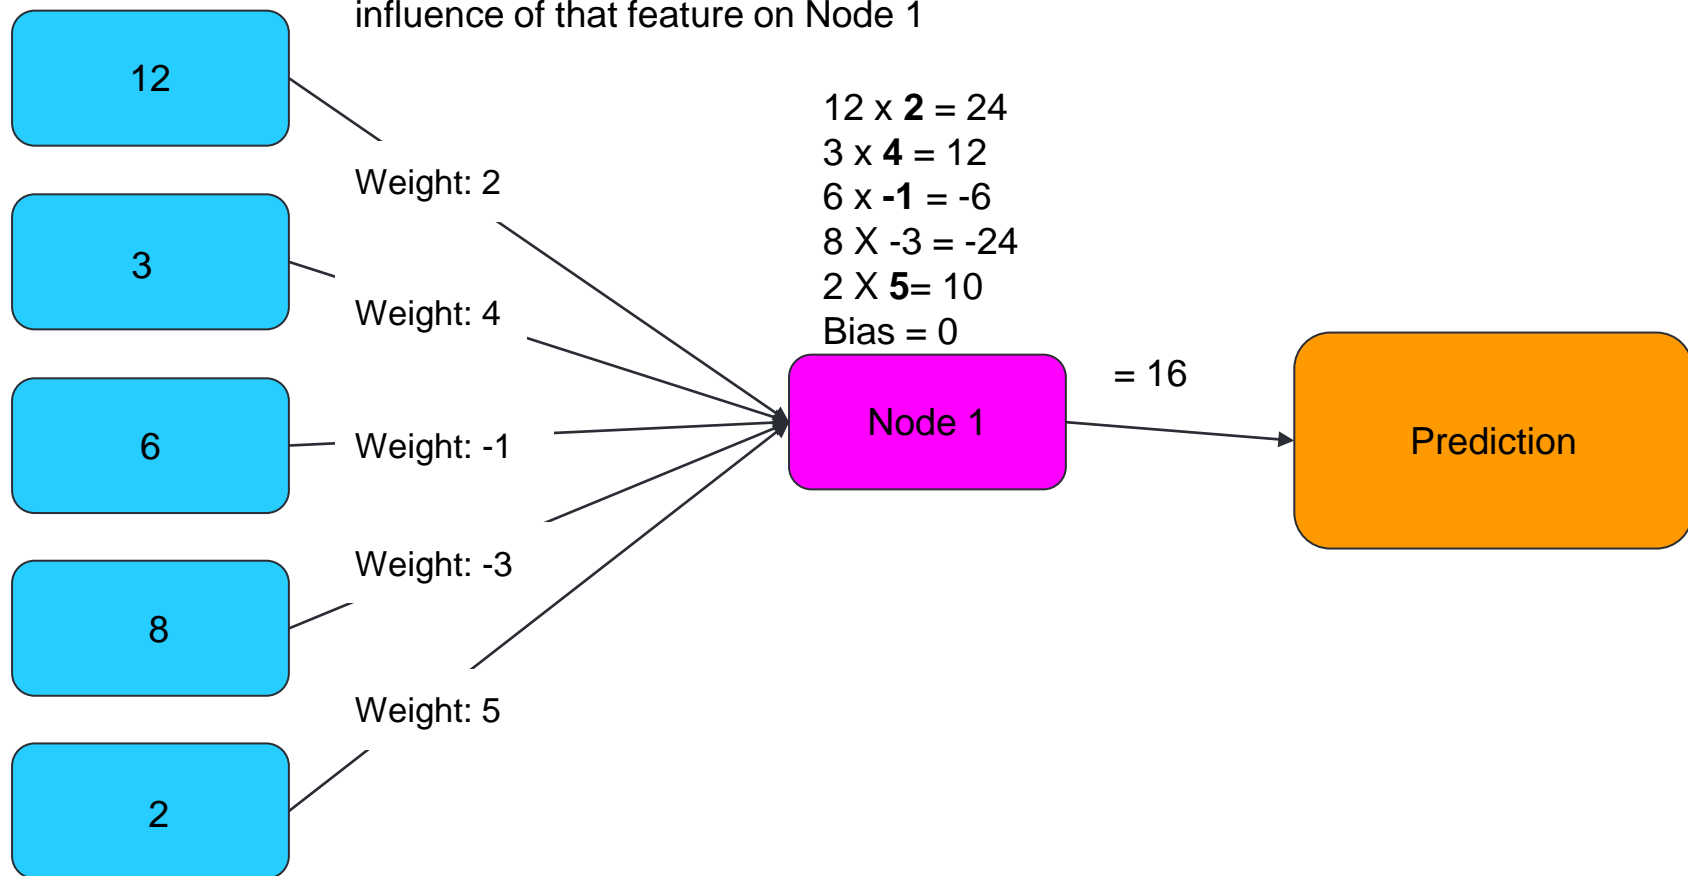 influence of that feature on Node 1
12
12 x 2 = 24
3 x 4 = 12
6 x -1 = -6
8 X -3 = -24
2 X 5= 10
Bias = 0
Weight: 2
3
Weight: 4
= 16
Node 1
Prediction
6
Weight: -1
Weight: -3
8
Weight: 5
2